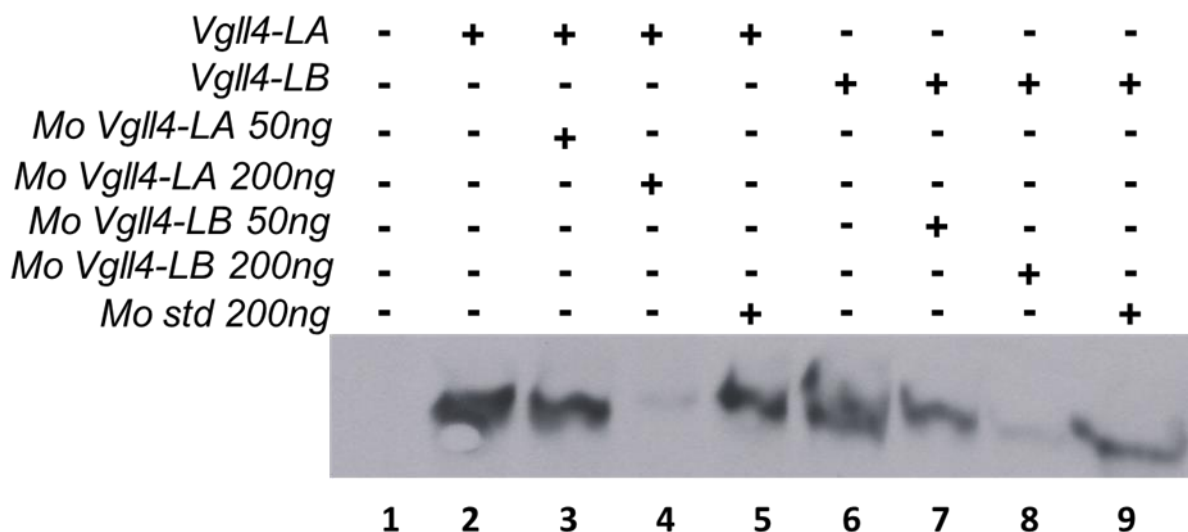 Vgll4-LA - + + + + - - - -
Vgll4-LB - - - - - + + + +
Mo Vgll4-LA 50ng - - + - - - - - -
Mo Vgll4-LA 200ng - - - + - - - - -
Mo Vgll4-LB 50ng - - - - - - + - -
Mo Vgll4-LB 200ng - - - - - - - + -
Mo std 200ng - - - - + - - - +
1 2 3 4 5 6 7 8 9